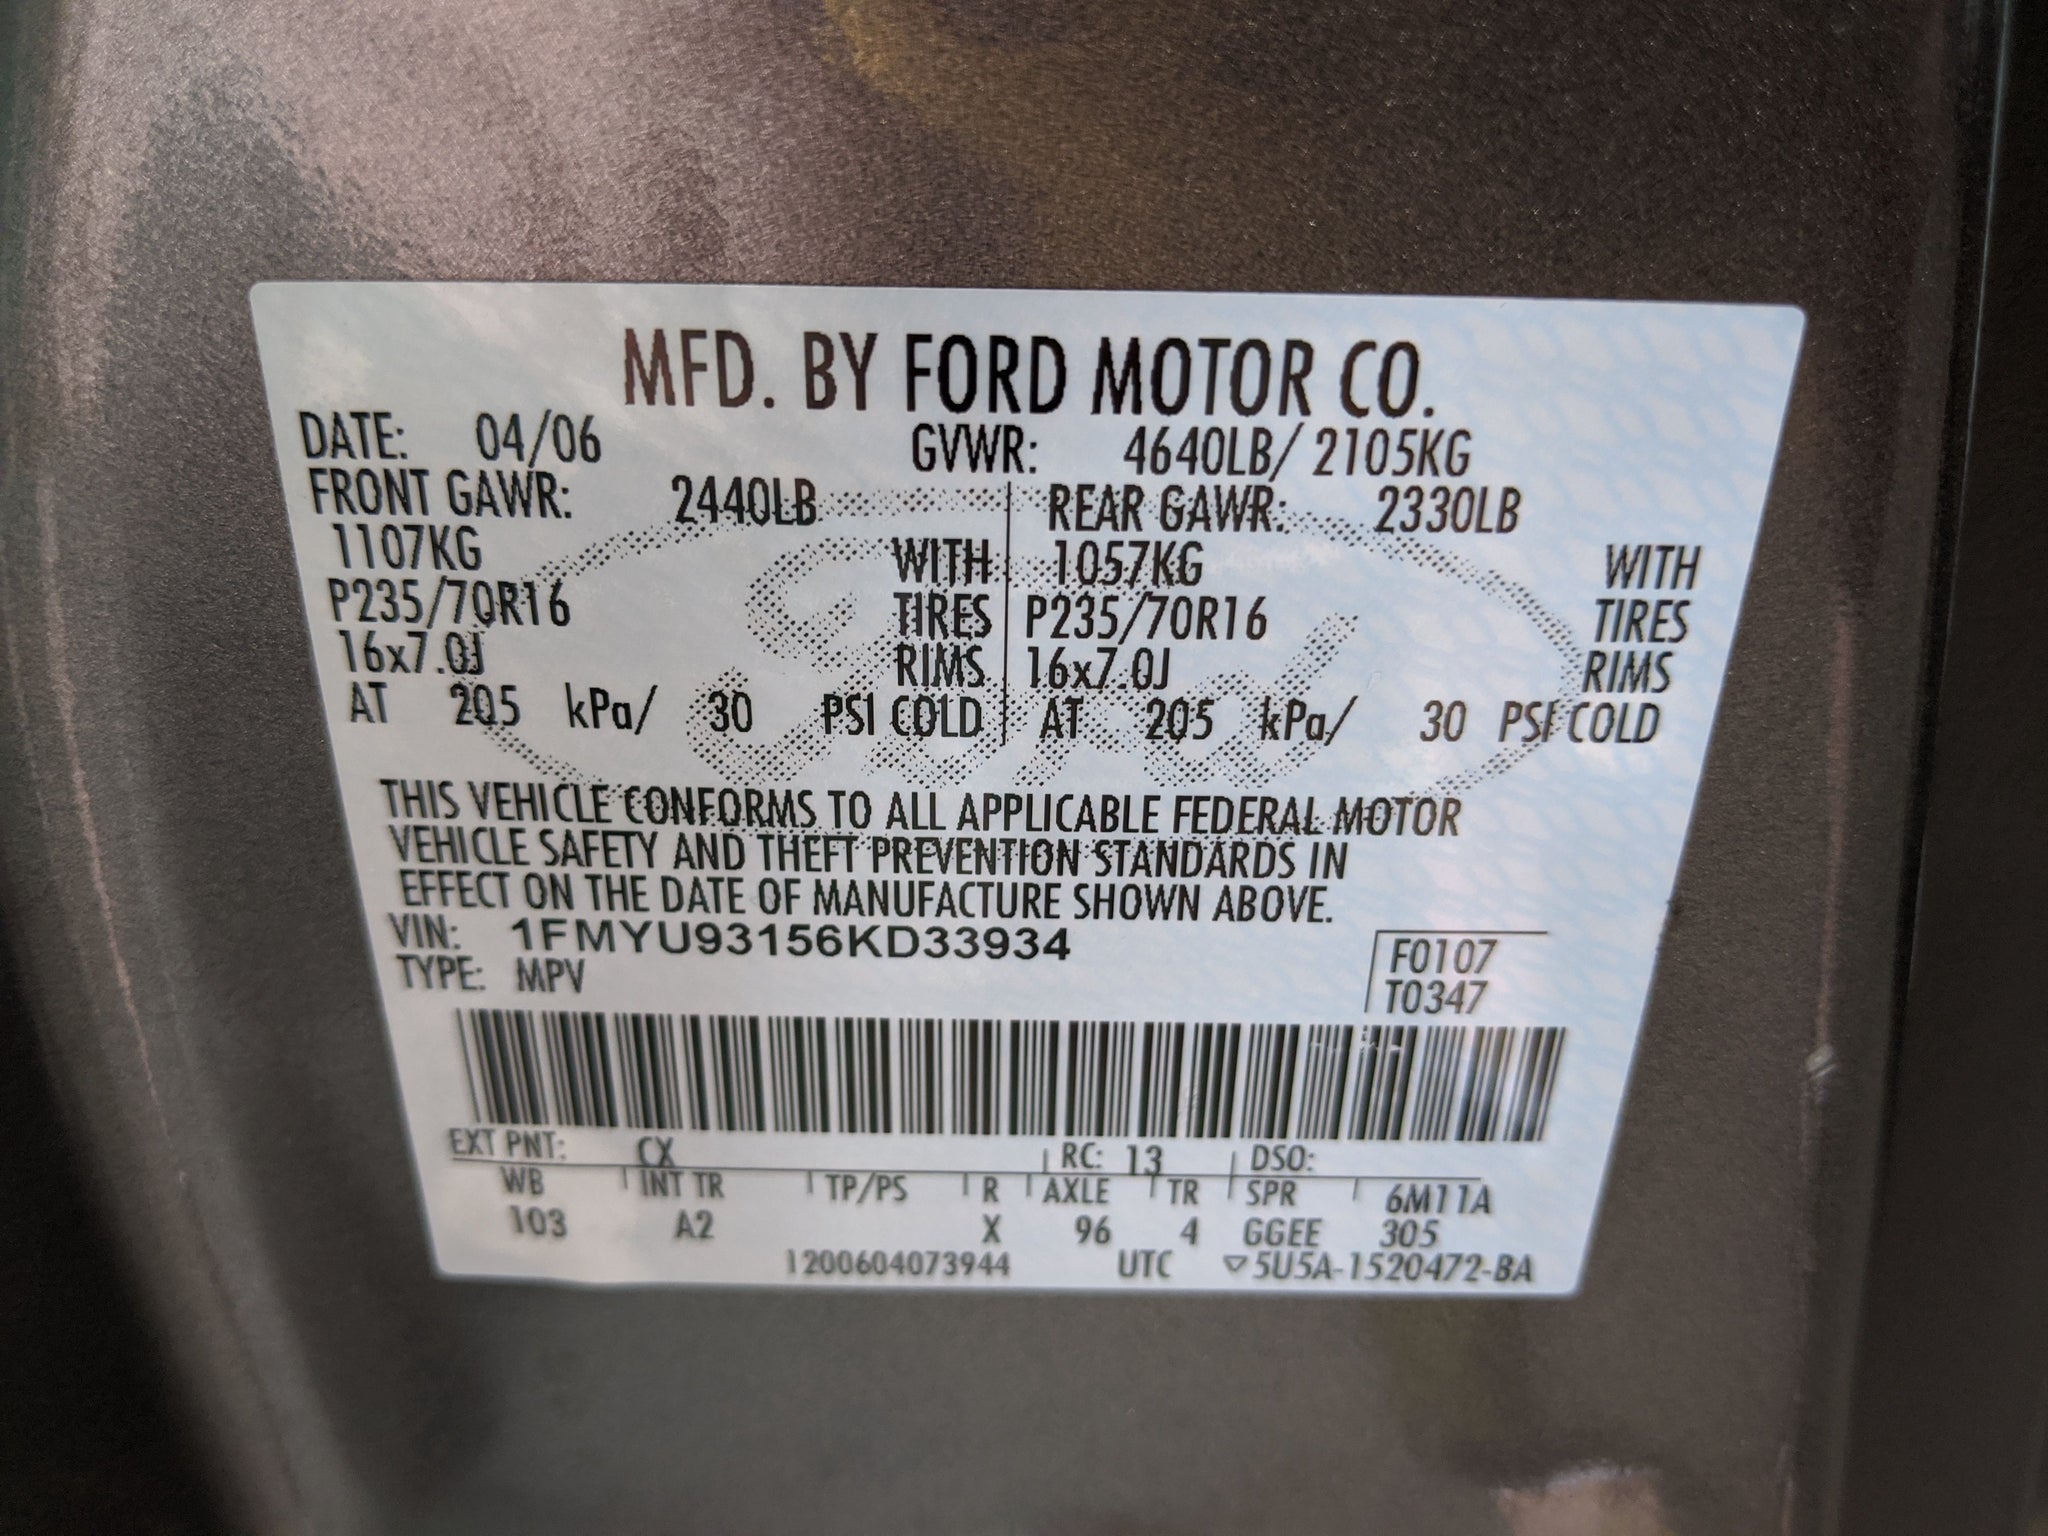 MFD. BY FORD MOTOR CO.
DATE: 04/06 GVWR: 4640LB/ 2105KG
FRONT GAWR: 2440LB REAR GAWR: 2330LB
1107KG WITH 1057KG WITH
P235/70R16 TIRES P235/70R16 TIRES
16x7.0J RIMS 16x7.0J RIMS
AT 205 kPa/ 30 PSI COLD AT 205 kPa/ 30 PSI COLD
THIS VEHICLE CONFORMS TO ALL APPLICABLE FEDERAL MOTOR
VEHICLE SAFETY AND THEFT PREVENTION STANDARDS IN
EFFECT ON THE DATE OF MANUFACTURE SHOWN ABOVE.
VIN: 1FMYU93156KD33934 F0107
TYPE: MPV T0347
EXT PNT: CX RC: 13 DSO:
WB INT TR TP/PS R AXLE TR SPR 6M11A
103 A2 X 96 4 GGEE 305
1200604073944 UTC ▽5U5A-1520472-BA